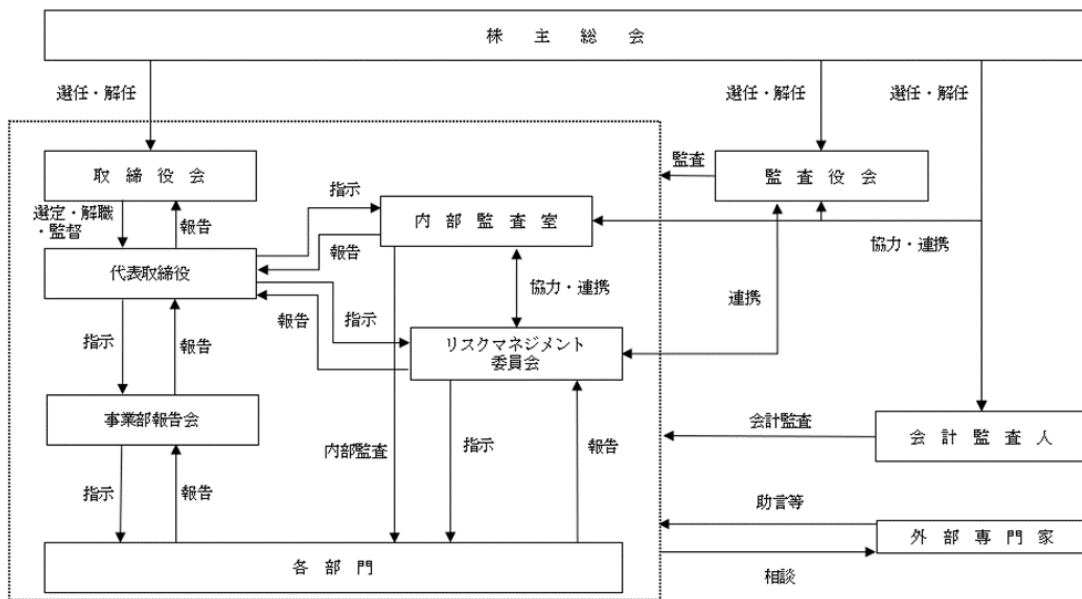 株主総会
選任・解任
選任・解任
選任・解任
取締役会
監査
監査役会
指示
選定・解職
・監督
報告
内部監査室
報告
協力・連携
代表取締役
協力・連携
連携
報告
指示
指示
報告
リスクマネジメント
委員会
事業部報告会
会計監査
会計監査人
内部監査
指示
報告
指示
報告
助言等
外部専門家
各部門
相談